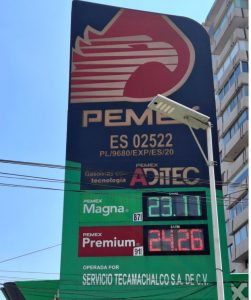 PEMEX
ES 02522
PL/9680/EXP/ES/20
Gasolinas con
tecnología
PEMEX
ADITEC
PEMEX
Magna
87
23.11
PEMEX
Premium
91
24.26
OPERADA POR
SERVICIO TECAMACHALCO S.A. DE C.V.